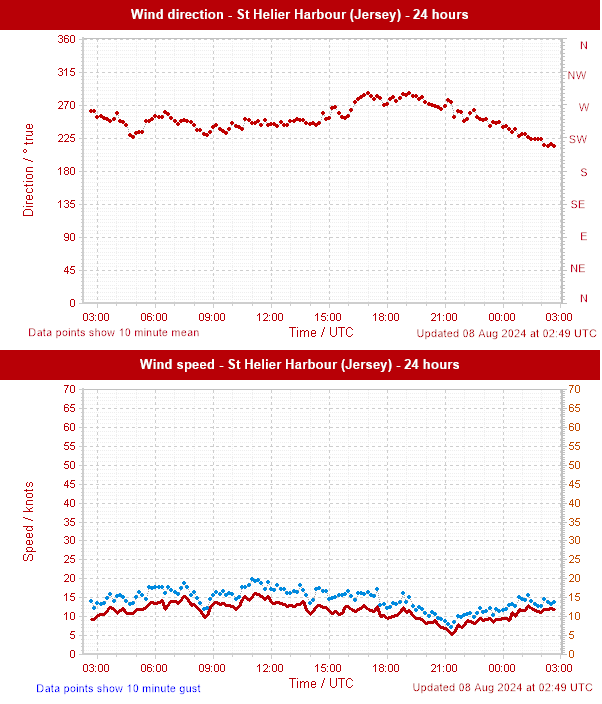 Wind direction - St Helier Harbour (Jersey) - 24 hours
360 N
315 NW
270 W
225 SW
180 S
135 SE
90 E
45 NE
0 N
Direction / ° true
03:00 06:00 09:00 12:00 15:00 18:00 21:00 00:00 03:00
Time / UTC
Data points show 10 minute mean
Updated 08 Aug 2024 at 02:49 UTC
Wind speed - St Helier Harbour (Jersey) - 24 hours
70 70
65 65
60 60
55 55
50 50
45 45
40 40
35 35
30 30
25 25
20 20
15 15
10 10
5 5
0 0
Speed / knots
03:00 06:00 09:00 12:00 15:00 18:00 21:00 00:00 03:00
Time / UTC
Data points show 10 minute gust
Updated 08 Aug 2024 at 02:49 UTC